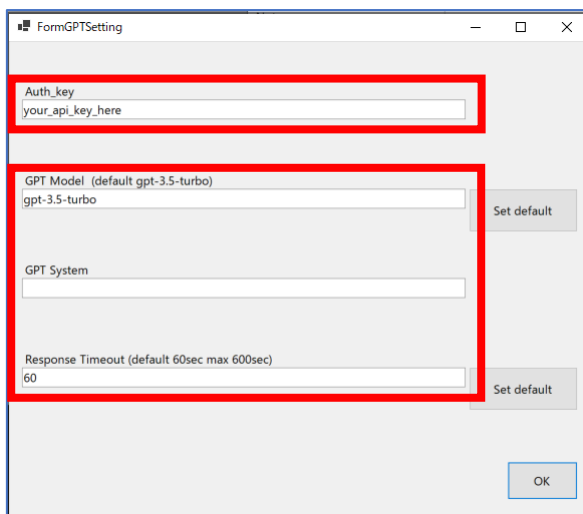 FormGPTSetting
Auth_key
your_api_key_here
GPT Model (default gpt-3.5-turbo)
gpt-3.5-turbo
Set default
GPT System
Response Timeout (default 60sec max 600sec)
60
Set default
OK